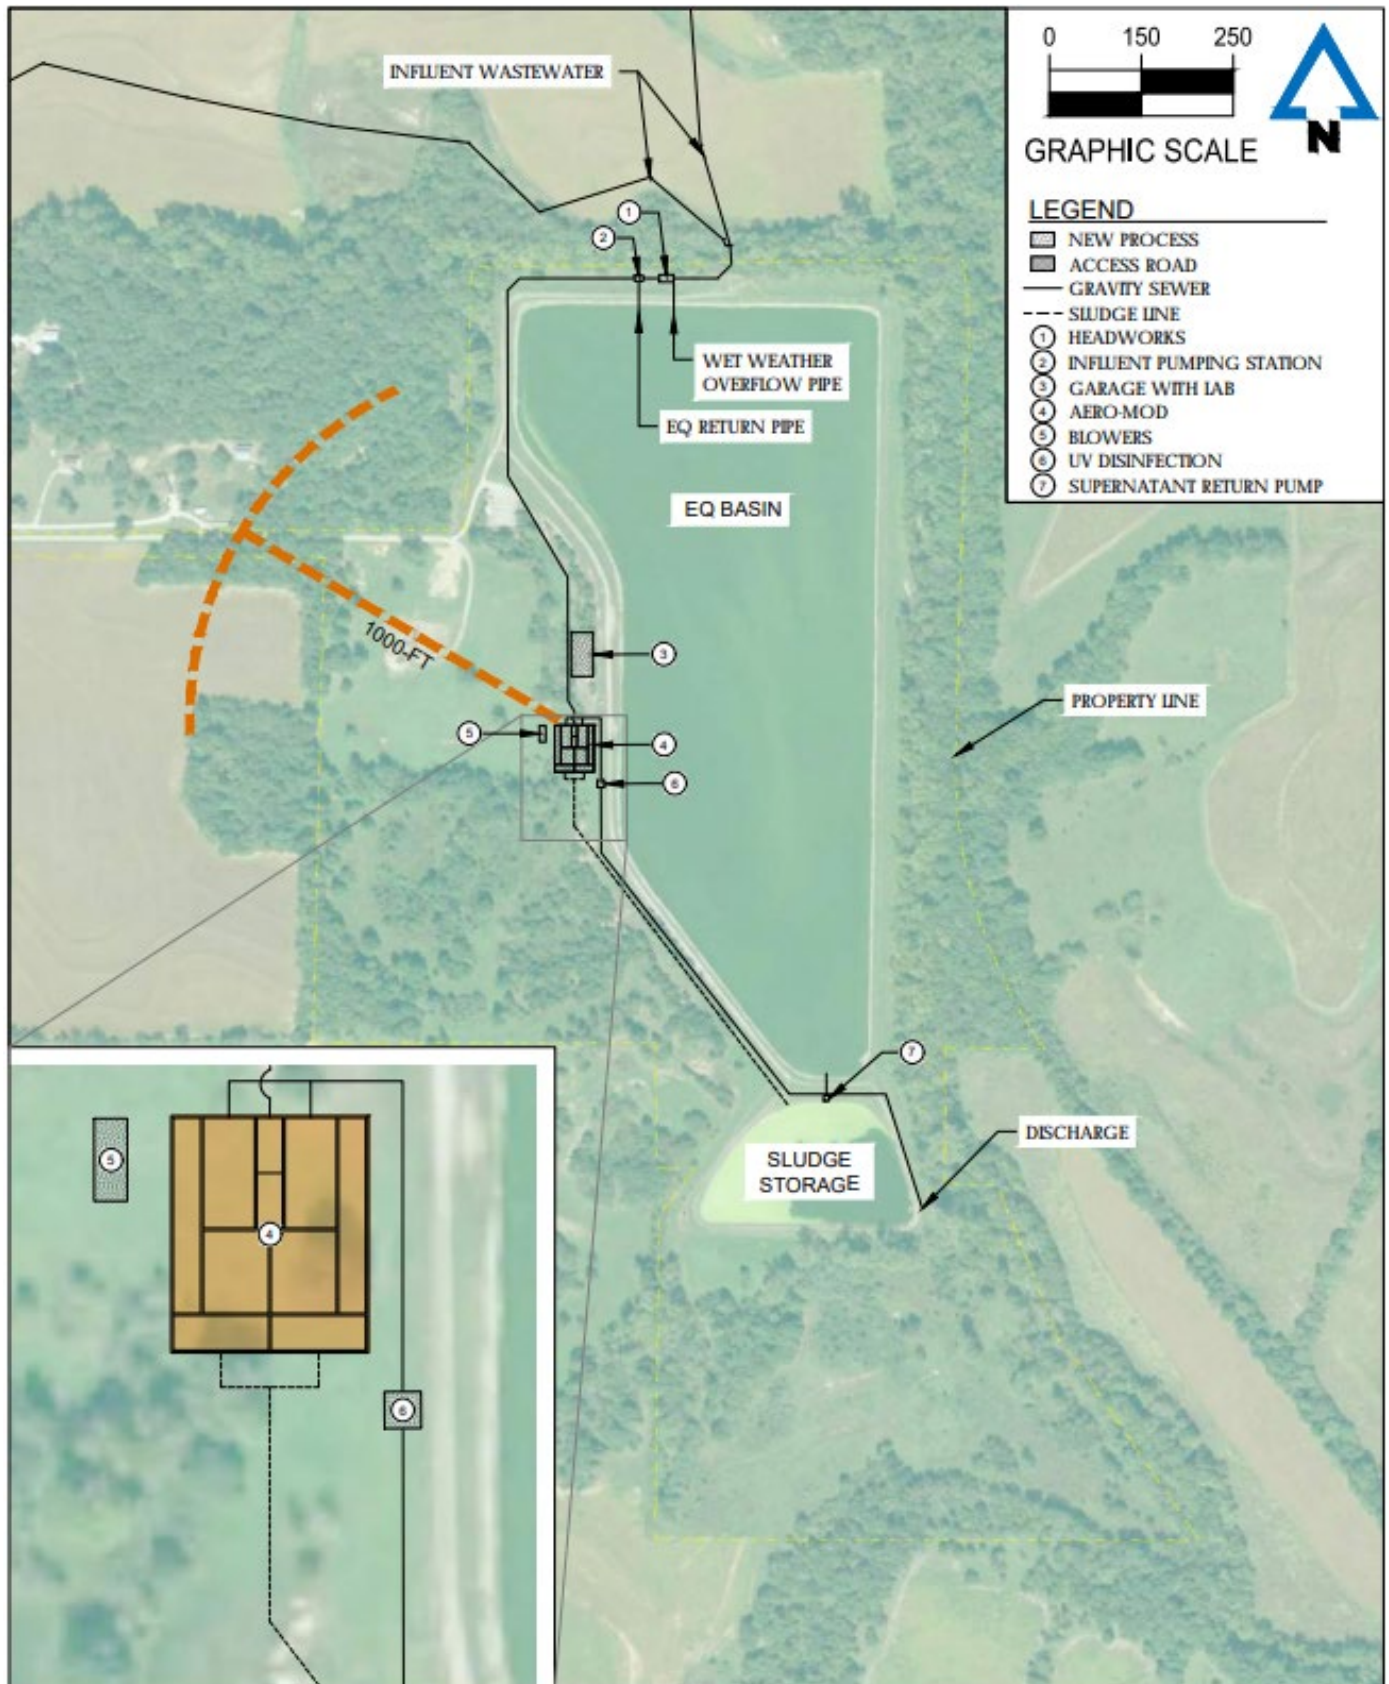 0 150 250
GRAPHIC SCALE
N
LEGEND
NEW PROCESS
ACCESS ROAD
GRAVITY SEWER
SLUDGE LINE
1 HEADWORKS
2 INFLUENT PUMPING STATION
3 GARAGE WITH LAB
4 AERO-MOD
5 BLOWERS
6 UV DISINFECTION
7 SUPERNATANT RETURN PUMP
INFLUENT WASTEWATER
1
2
WET WEATHER
OVERFLOW PIPE
EQ RETURN PIPE
EQ BASIN
1000-FT
3
PROPERTY LINE
5
4
6
7
DISCHARGE
SLUDGE
STORAGE
5
4
6